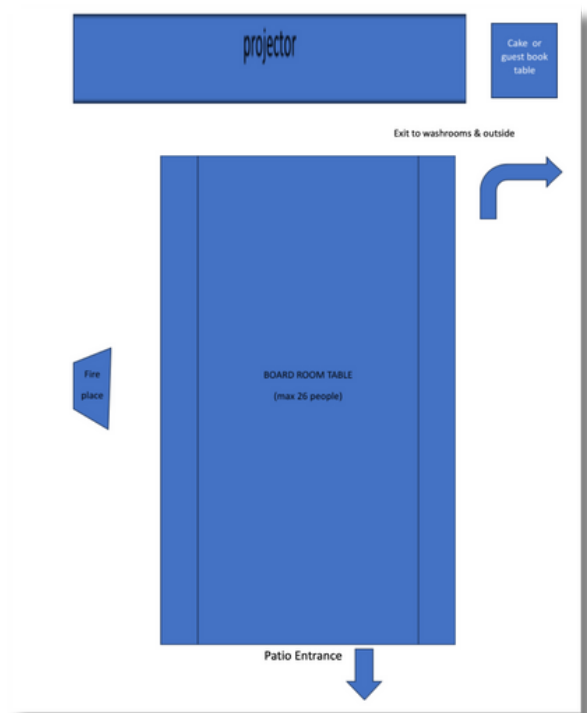 projector
Cake or
guest book
table
Exit to washrooms & outside
Fire
place
BOARD ROOM TABLE
(max 26 people)
Patio Entrance